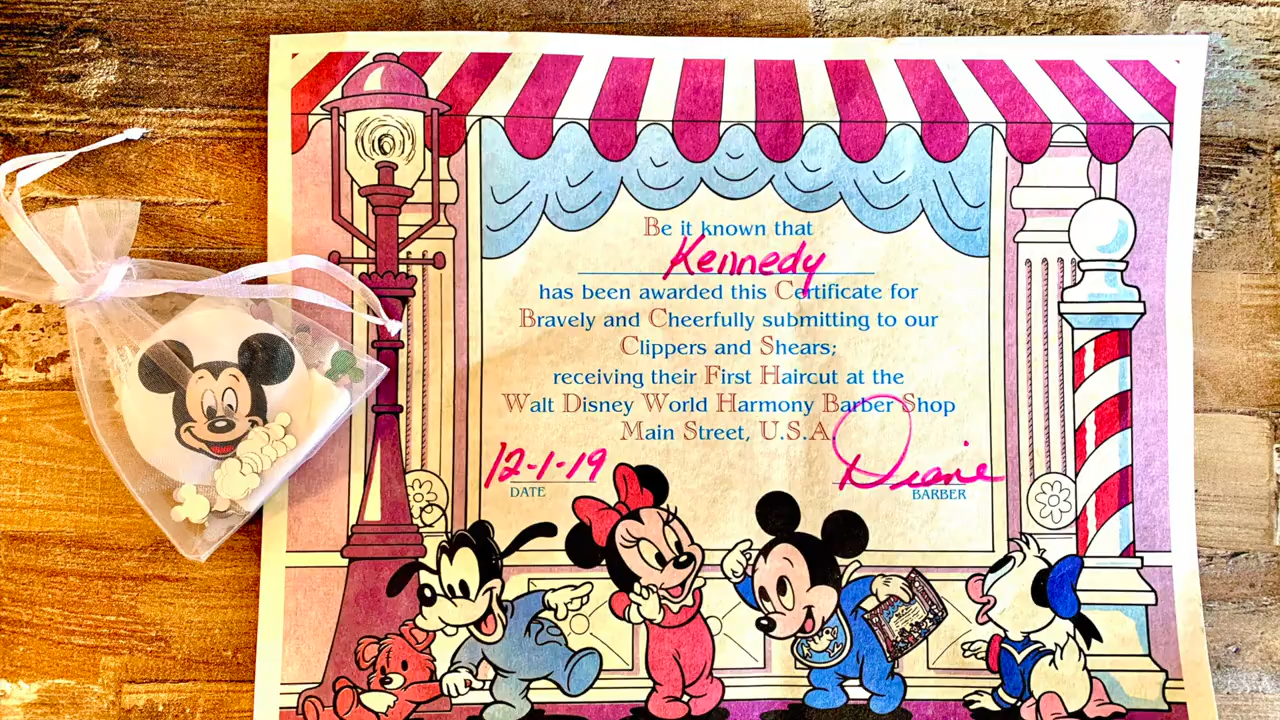 Be it known that
Kennedy
has been awarded this Certificate for
Bravely and Cheerfully submitting to our
Clippers and Shears;
receiving their First Haircut at the
Walt Disney World Harmony Barber Shop
Main Street, U.S.A.
12-1-19 Diane
DATE BARBER